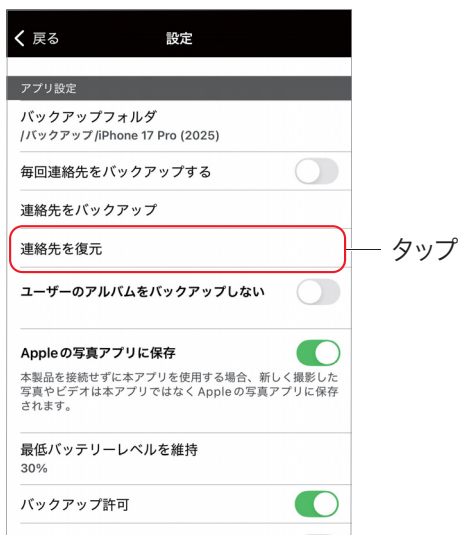 戻る
設定
アプリ設定
バックアップフォルダ
/バックアップ/iPhone 17 Pro (2025)
毎回連絡先をバックアップする
連絡先をバックアップ
連絡先を復元
タップ
ユーザーのアルバムをバックアップしない
Appleの写真アプリに保存
本製品を接続せずに本アプリを使用する場合、新しく撮影した
写真やビデオは本アプリではなくAppleの写真アプリに保存
されます。
最低バッテリーレベルを維持
30%
バックアップ許可